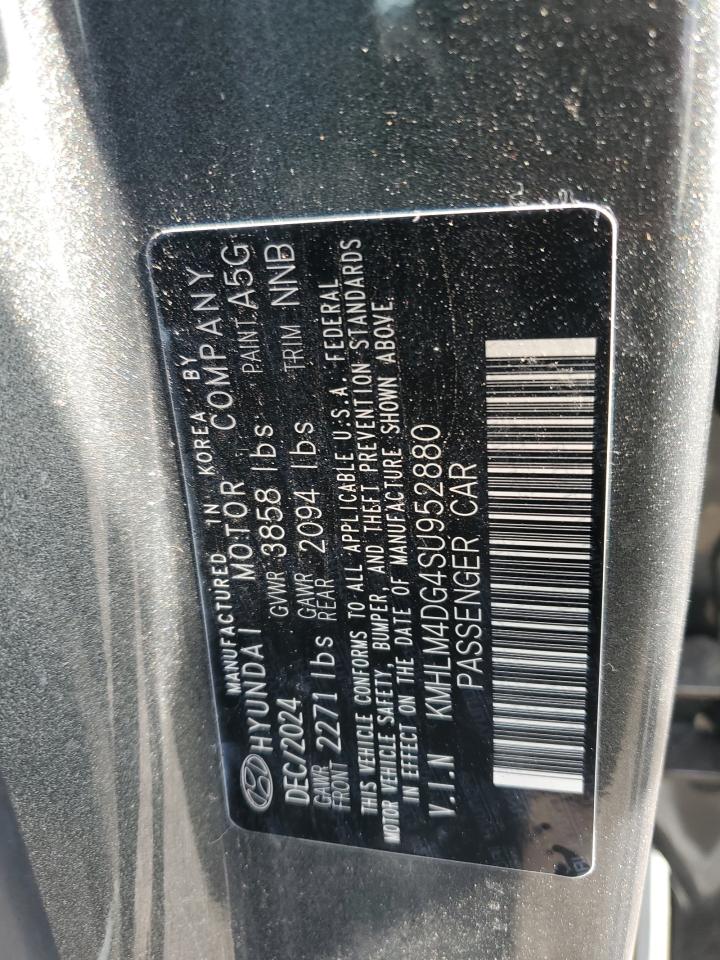 MANUFACTURED IN KOREA BY
HYUNDAI MOTOR COMPANY
DEC/2024 GVWR 3858 lbs PAINT A5G
GAWR FRONT 2271 lbs GAWR REAR 2094 lbs TRIM NNB
THIS VEHICLE CONFORMS TO ALL APPLICABLE U.S.A. FEDERAL
MOTOR VEHICLE SAFETY, BUMPER, AND THEFT PREVENTION STANDARDS
IN EFFECT ON THE DATE OF MANUFACTURE SHOWN ABOVE.
V.I.N KMHLM4DG4SU952880
PASSENGER CAR